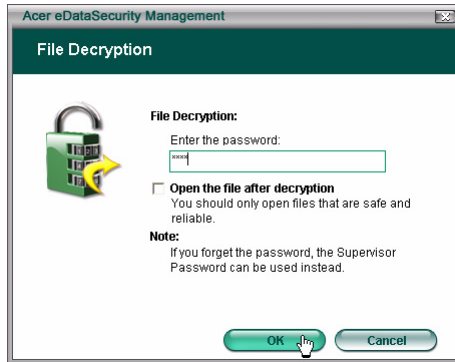 Acer eDataSecurity Management
File Decryption
File Decryption:
Enter the password:
****
Open the file after decryption
You should only open files that are safe and
reliable.
Note:
If you forget the password, the Supervisor
Password can be used instead.
OK
Cancel